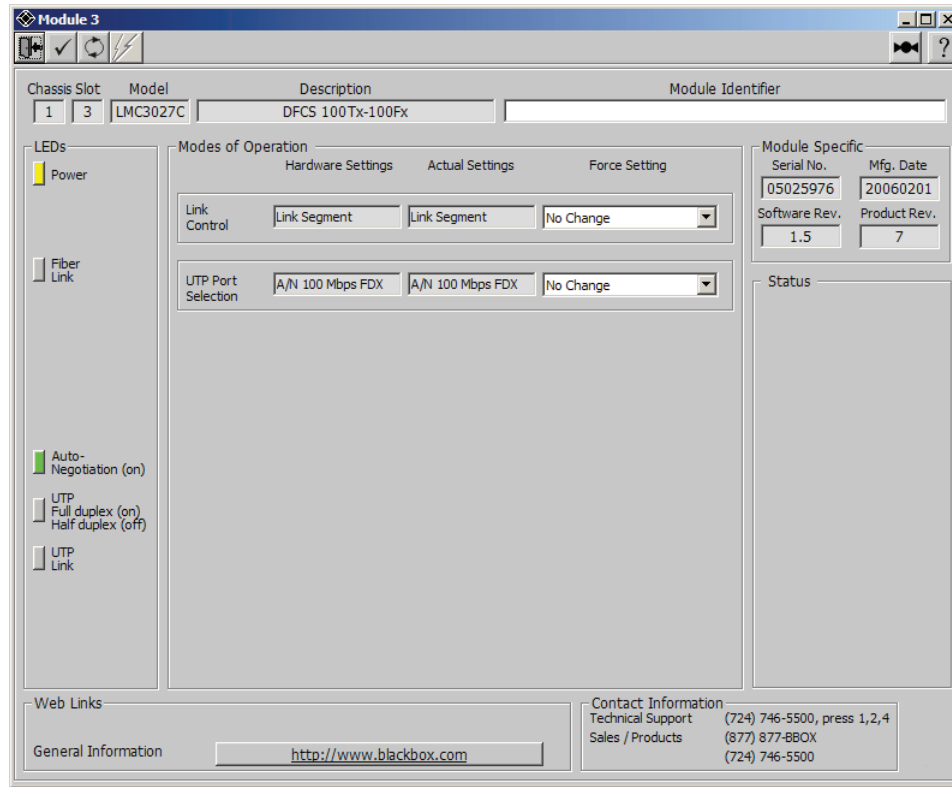 Module 3
?
Chassis Slot Model Description Module Identifier
1 3 LMC3027C DFCS 100Tx-100Fx
LEDs
Power
Fiber
Link
Auto-
Negotiation (on)
UTP
Full duplex (on)
Half duplex (off)
UTP
Link
Modes of Operation
Hardware Settings Actual Settings Force Setting
Link
Control
Link Segment Link Segment No Change
UTP Port
Selection
A/N 100 Mbps FDX A/N 100 Mbps FDX No Change
Module Specific
Serial No. Mfg. Date
05025976 20060201
Software Rev. Product Rev.
1.5 7
Status
Web Links
General Information http://www.blackbox.com
Contact Information
Technical Support (724) 746-5500, press 1,2,4
Sales / Products (877) 877-BBOX
(724) 746-5500